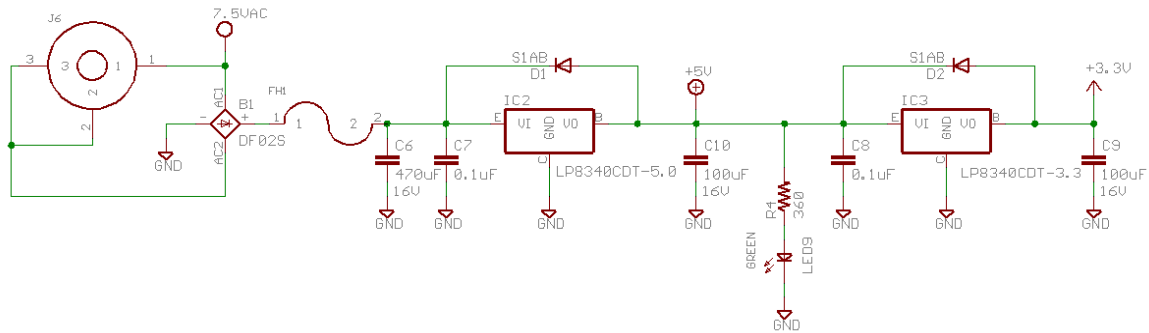 J6
7.5VAC
3
3
1
1
2
2
AC1
B1
-
+
DF02S
AC2
GND
FH1
1
1
2
2
C6
470uF
16V
GND
C7
0.1uF
GND
S1AB
D1
IC2
E
VI
GND
VO
B
C
LP8340CDT-5.0
GND
+5V
C10
100uF
16V
GND
R4
360
GREEN
LED9
GND
C8
0.1uF
GND
S1AB
D2
IC3
E
VI
GND
VO
B
C
LP8340CDT-3.3
GND
+3.3V
C9
100uF
16V
GND